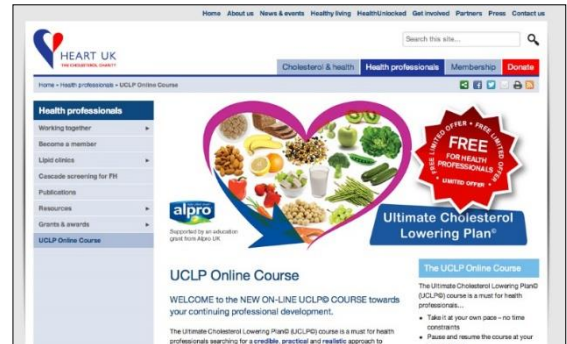 Home About us News & events Healthy living HealthUnlocked Get involved Partners Press Contact us
Search this site...
HEART UK
THE CHOLESTEROL CHARITY
Cholesterol & health Health professionals Membership Donate
Home » Health professionals » UCLP Online Course
Health professionals
Working together
Become a member
Lipid clinics
Cascade screening for FH
Publications
Resources
Grants & awards
UCLP Online Course
alpro
Supported by an education
grant from Alpro UK
FREE LIMITED OFFER • FREE LIMITED OFFER •
FREE
FOR HEALTH
PROFESSIONALS
• LIMITED OFFER •
Ultimate Cholesterol
Lowering Plan©
UCLP Online Course
WELCOME to the NEW ON-LINE UCLP© COURSE towards
your continuing professional development.
The Ultimate Cholesterol Lowering Plan© (UCLP©) course is a must for health
professionals searching for a credible, practical and realistic approach to
The UCLP Online Course
The Ultimate Cholesterol Lowering Plan©
(UCLP©) course is a must for health
professionals...
• Take it at your own pace – no time
constraints
• Pause and resume the course at your